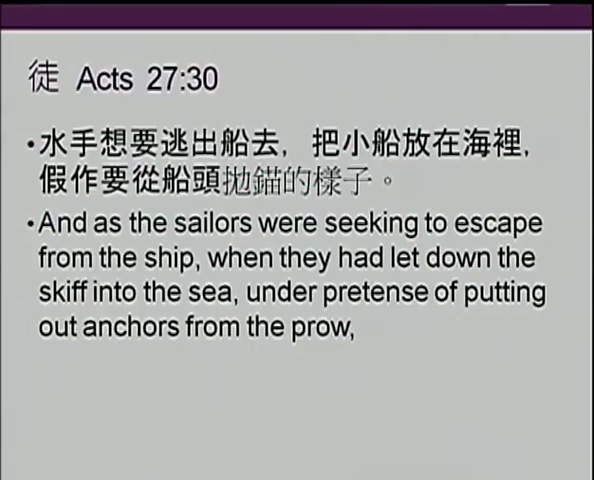 徒 Acts 27:30
•水手想要逃出船去，把小船放在海裡，
假作要從船頭拋錨的樣子。
•And as the sailors were seeking to escape
from the ship, when they had let down the
skiff into the sea, under pretense of putting
out anchors from the prow,